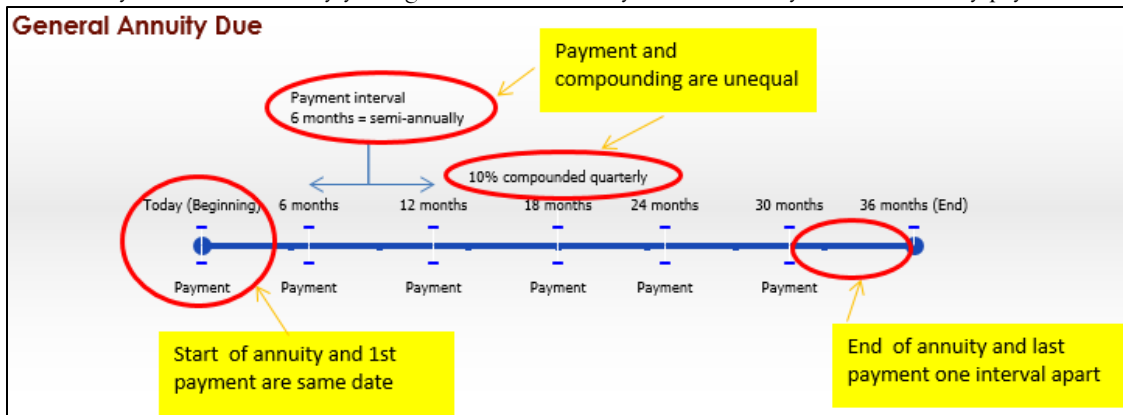 General Annuity Due
Payment and
compounding are unequal
Payment interval
6 months = semi-annually
10% compounded quarterly
Today (Beginning) 6 months 12 months 18 months 24 months 30 months 36 months (End)
Payment Payment Payment Payment Payment Payment
Start of annuity and 1st
payment are same date
End of annuity and last
payment one interval apart